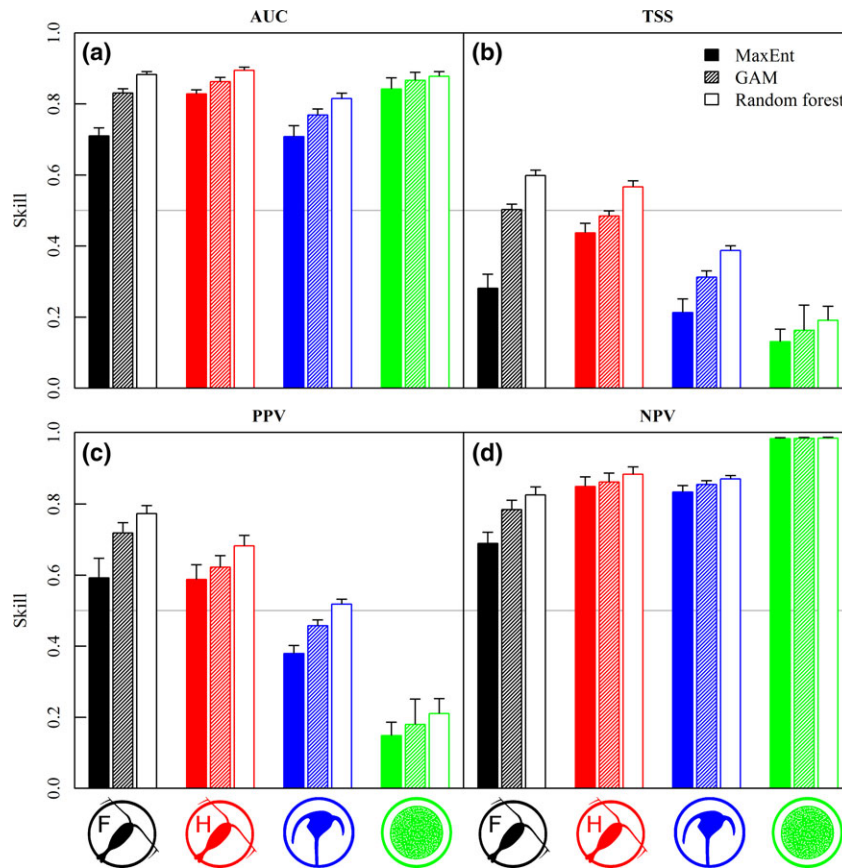 AUC
TSS
(a)
(b)
MaxEnt
GAM
Random forest
Skill
1.0
0.8
0.6
0.4
0.2
0.0
PPV
NPV
(c)
(d)
Skill
1.0
0.8
0.6
0.4
0.2
0.0
F
H
F
H